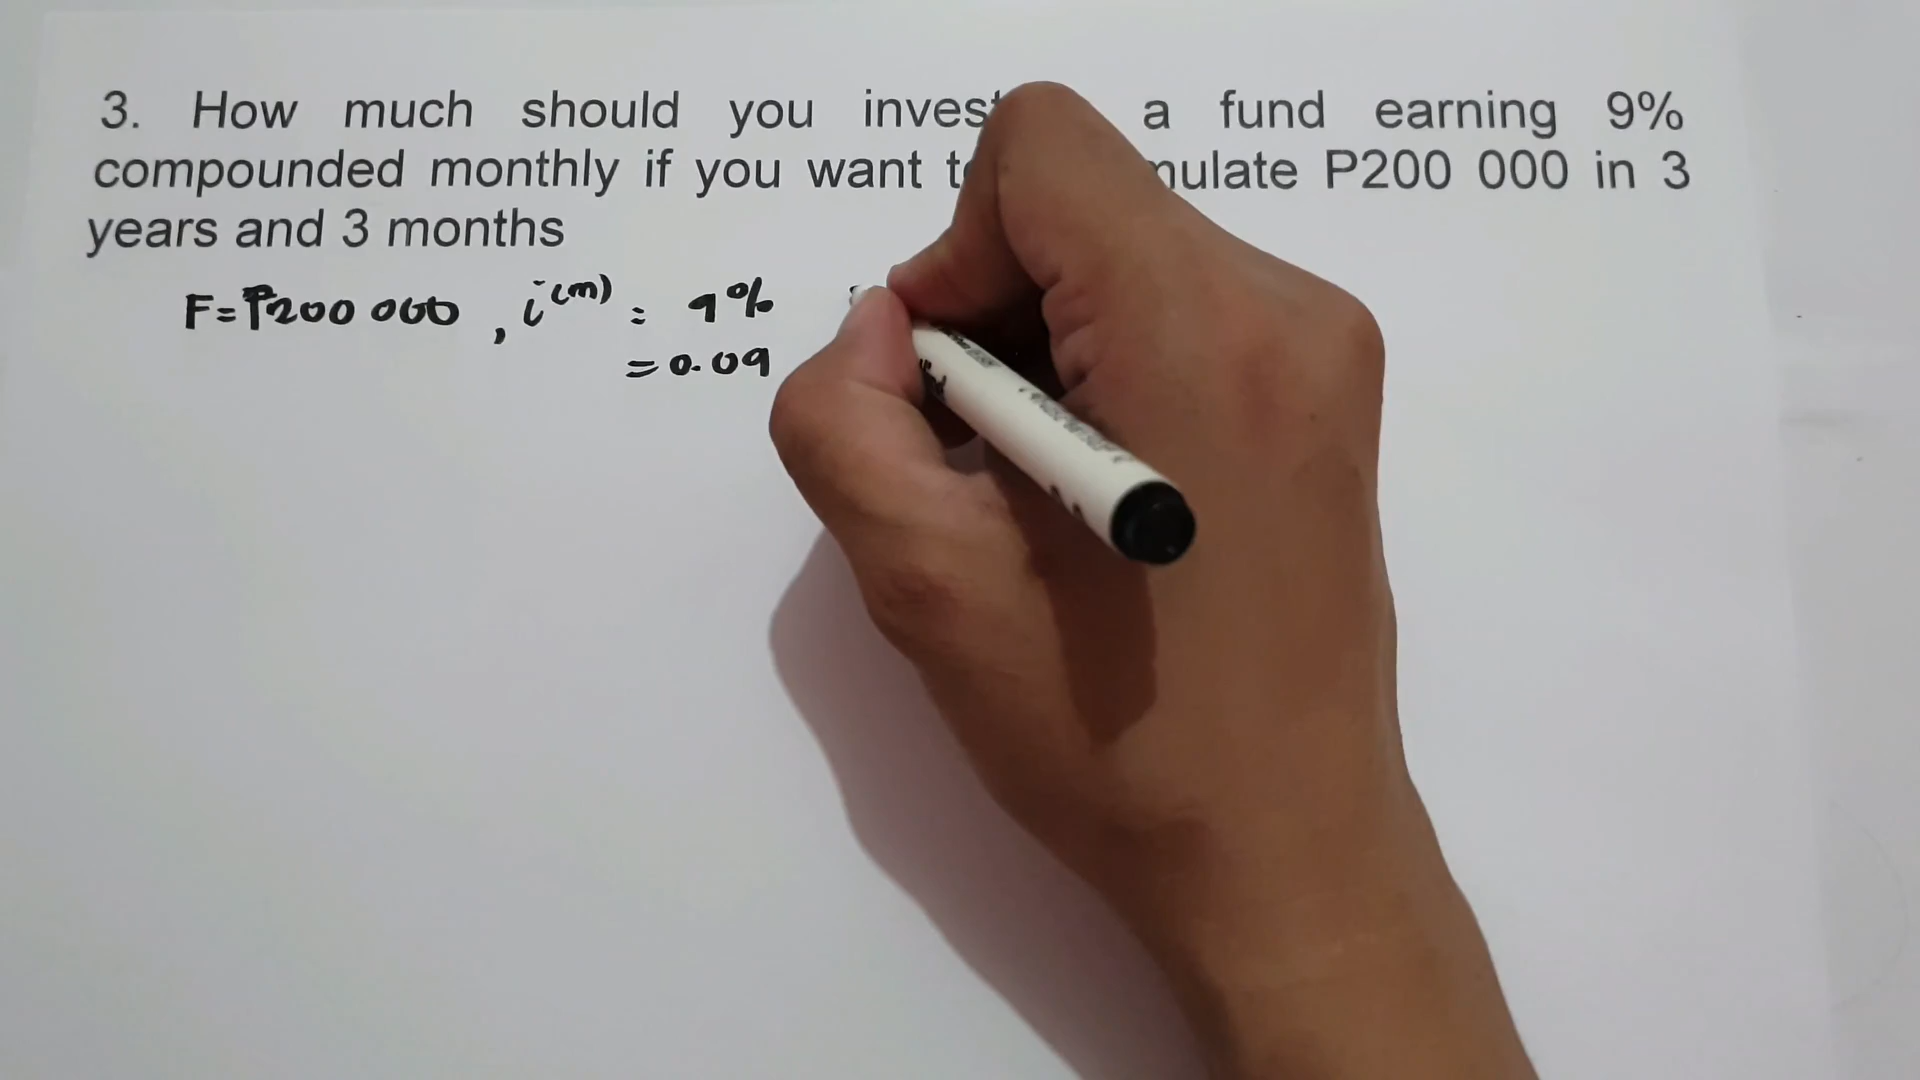 3. How much should you inves a fund earning 9%
compounded monthly if you want t mulate P200 000 in 3
years and 3 months
F=₱200 000 , i(m) = 9%
= 0.09